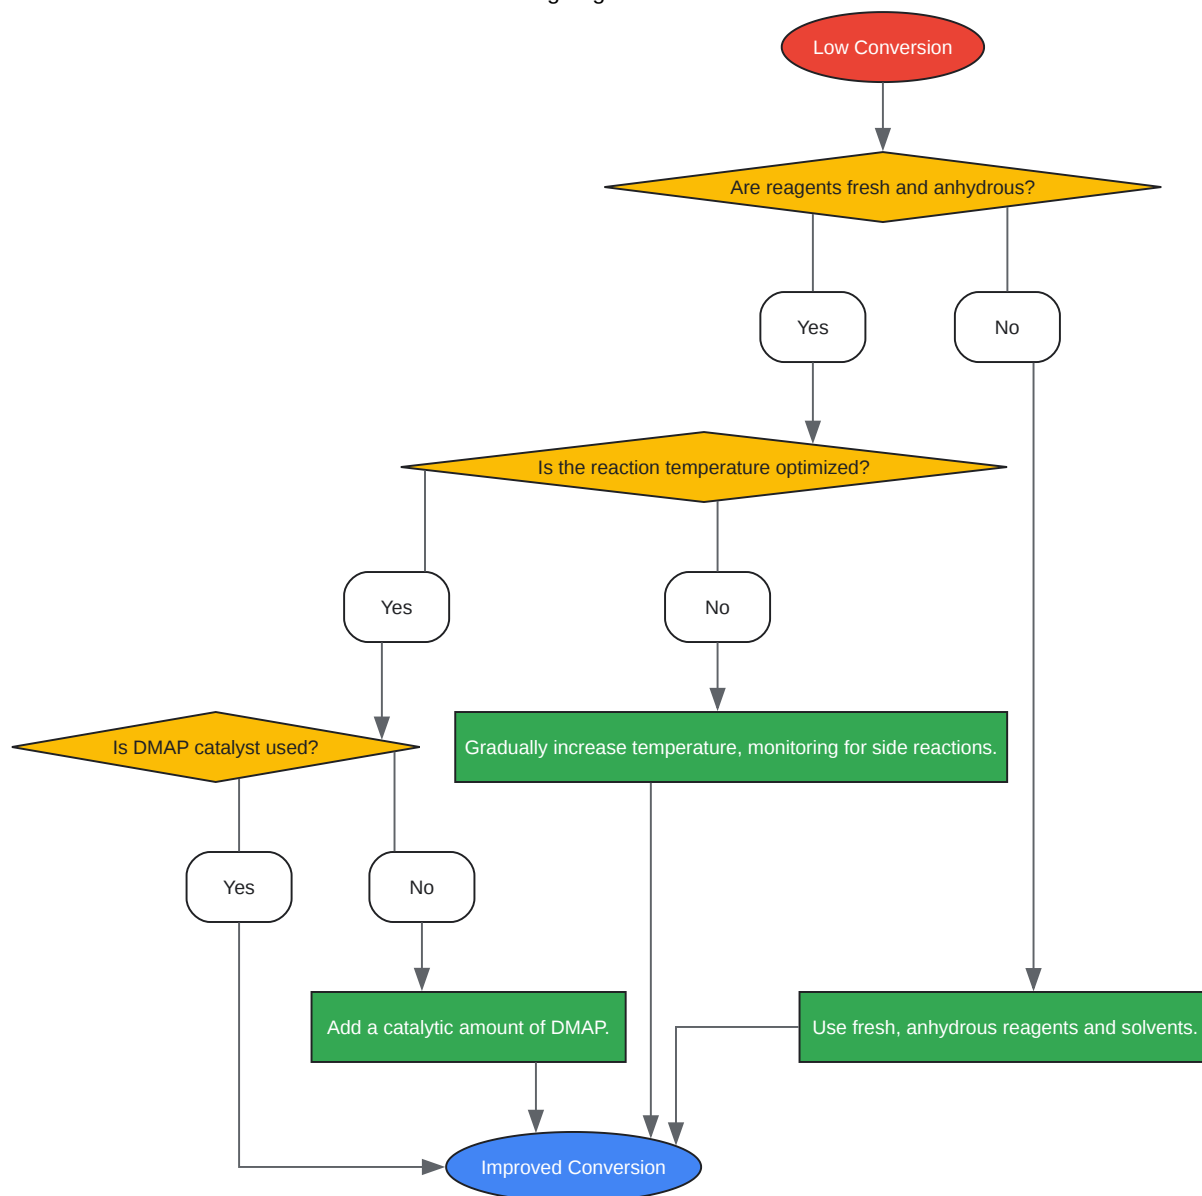 Low Conversion
Are reagents fresh and anhydrous?
Yes
No
Is the reaction temperature optimized?
Yes
No
Is DMAP catalyst used?
Gradually increase temperature, monitoring for side reactions.
Yes
No
Add a catalytic amount of DMAP.
Use fresh, anhydrous reagents and solvents.
Improved Conversion